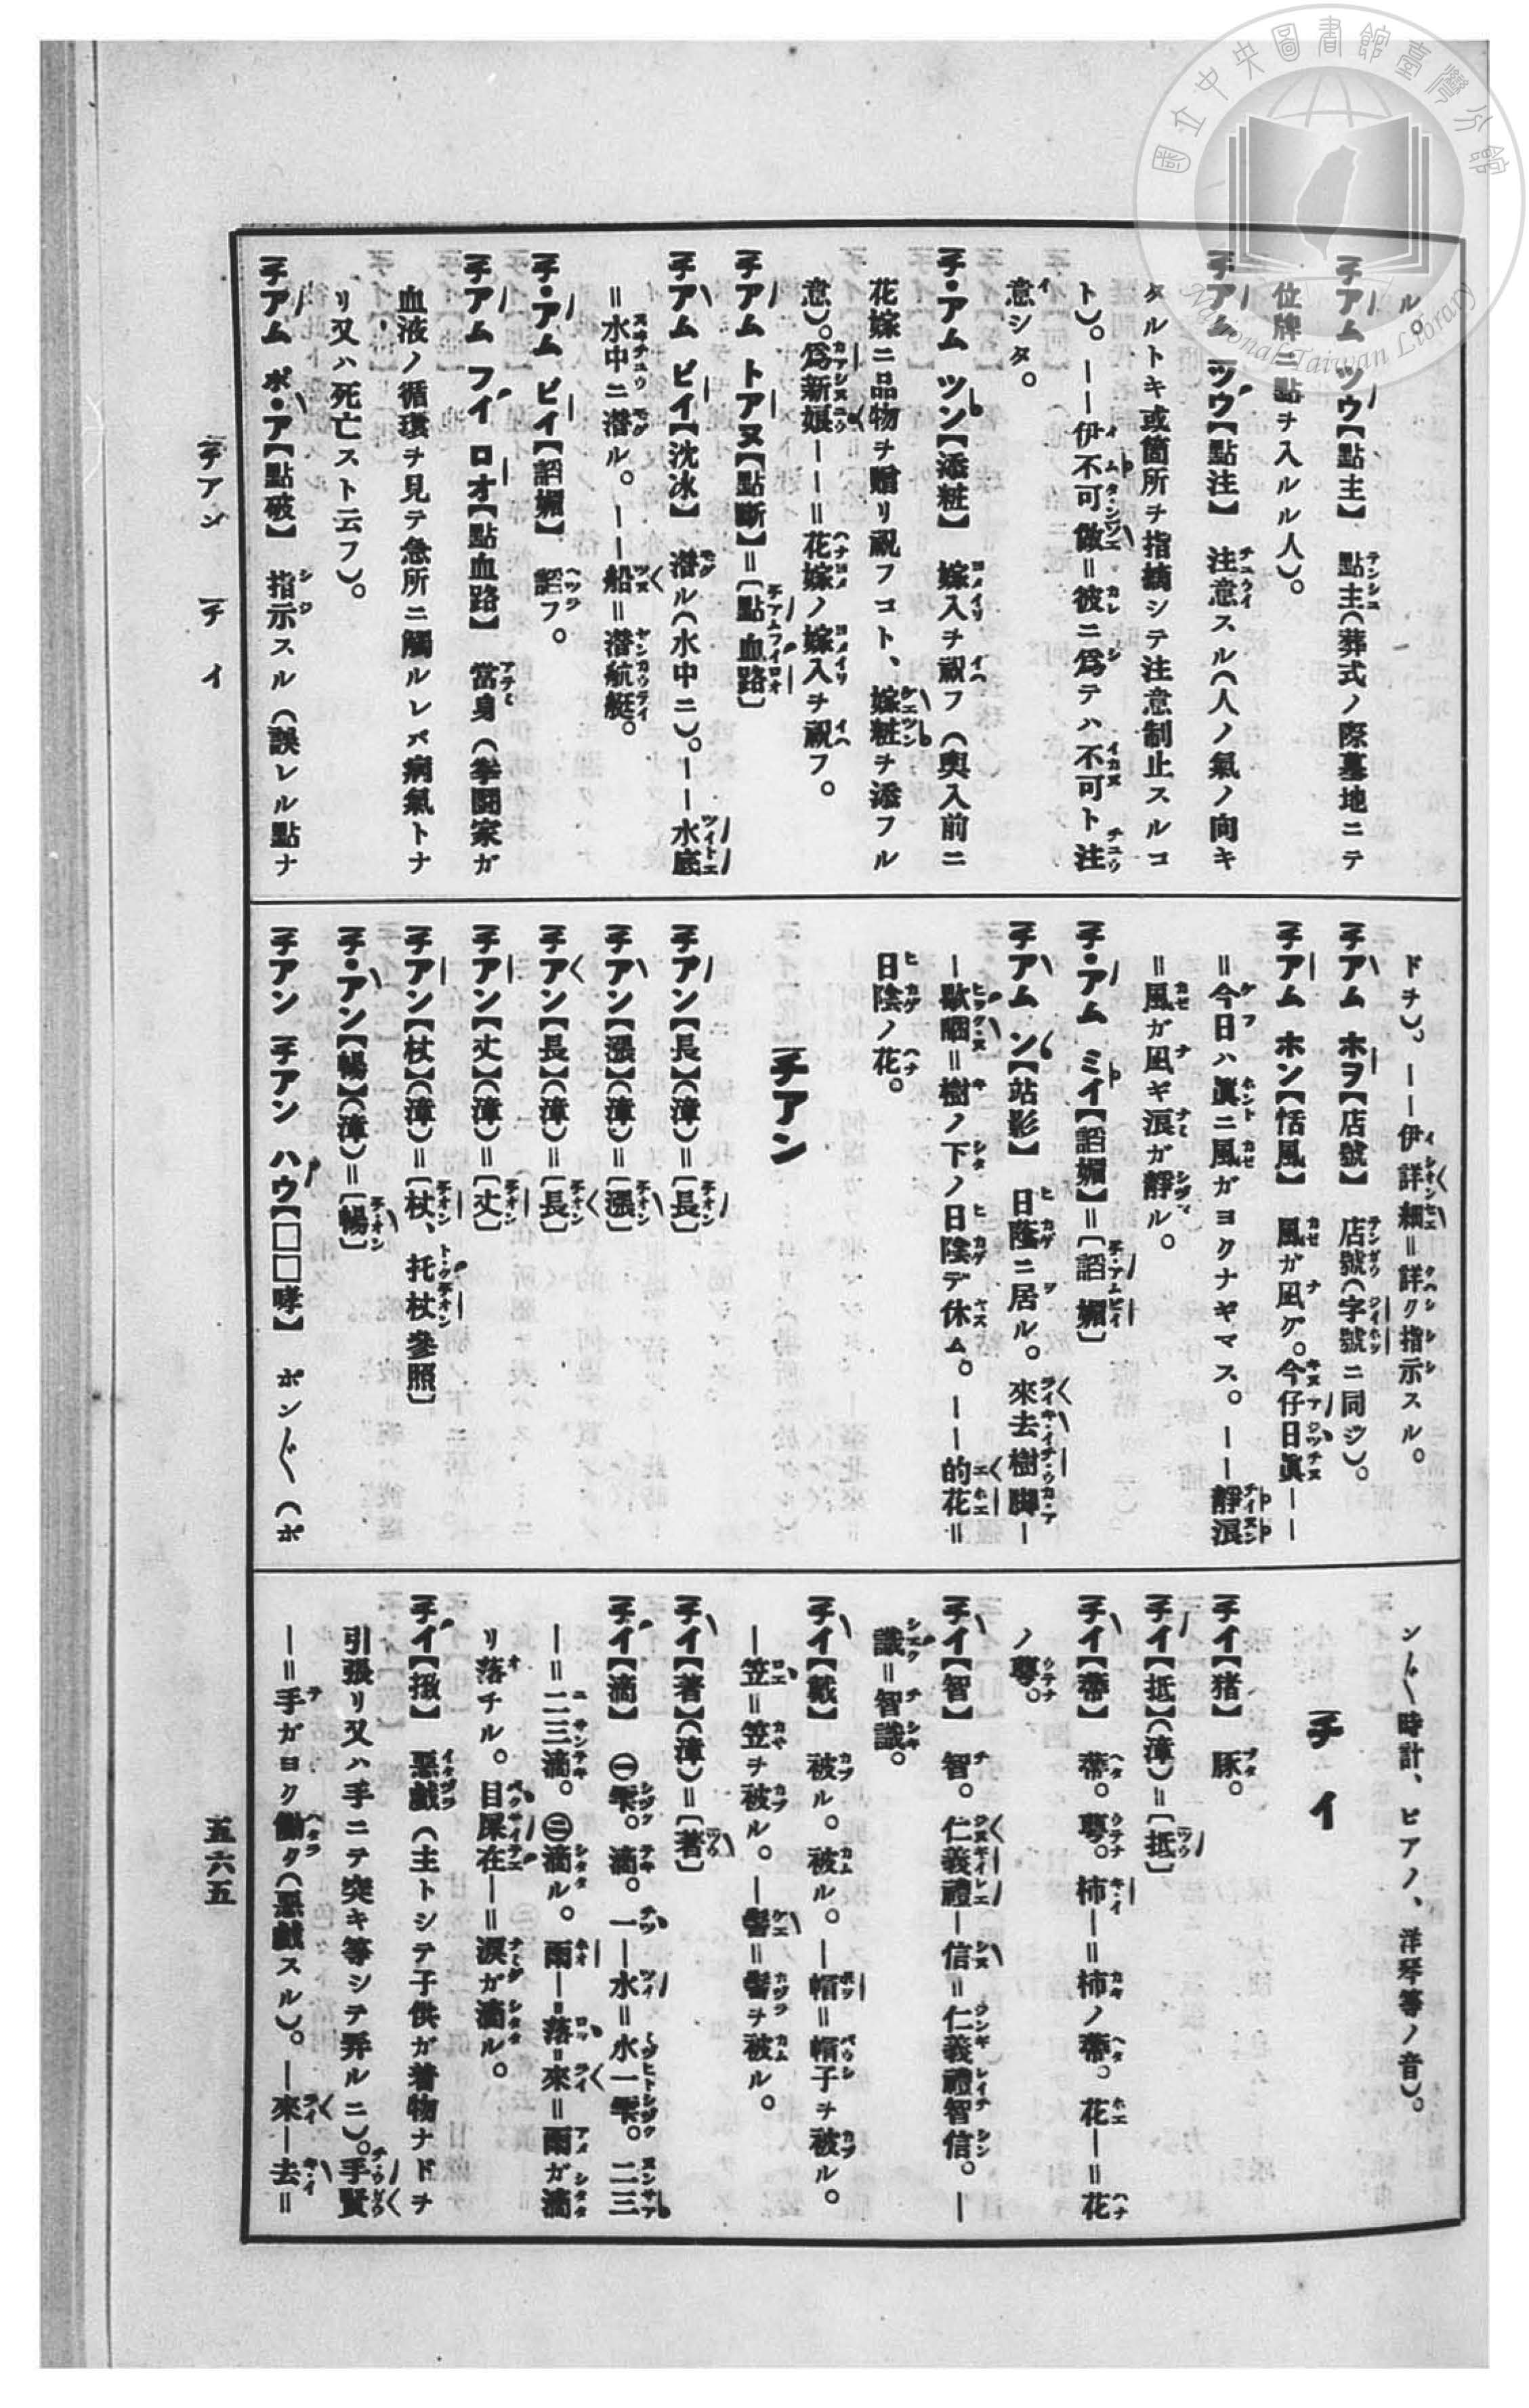 國立中央圖書館臺灣分館
National Taiwan Library
ル。
チアム ツウ【點主】 點主(葬式ノ際墓地ニテ
位牌ニ點ヲ入ルル人)。
チアム ツウ【點注】 注意スル(人ノ氣ノ向キ
タルトキ或箇所ヲ指摘シテ注意制止スルコ
ト)。——伊不可做=彼ニ爲テハ不可ト注
意シタ。
チ・アム ツン【添粧】 嫁入ヲ祝フ(輿入前ニ
花嫁ニ品物ヲ贈リ祝フコト、嫁粧ヲ添フル
意)。爲新娘——=花嫁ノ嫁入ヲ祝フ。
チアム トアヌ【點斷】=〔點血路〕
チアム ビイ【沈冰】 潛ル(水中ニ)。——水底
=水中ニ潛ル。——船=潛航艇。
チ・アム ビイ【謟媚】 謟フ。
チアム フイ ロオ【點血路】 當身(拳鬪家ガ
血液ノ循環ヲ見テ急所ニ觸ルレバ病氣トナ
リ又ハ死亡スト云フ)。
チアム ポ・ア【點破】 指示スル(誤レル點ナ
ドヲ)。——伊詳細=詳ク指示スル。
チアム ホヲ【店號】 店號(字號ニ同ジ)。
チアム ホン【恬風】 風ガ凪グ。今仔日眞——
=今日ハ眞ニ風ガヨクナギマス。——靜浪
=風ガ凪ギ浪ガ靜ル。
チ・アム ミイ【謟媚】=〔謟媚〕
チアム ン【站影】 日蔭ニ居ル。來去樹脚—
—歇睏=樹ノ下ノ日陰デ休ム。——的花=
日陰ノ花。
チアン
チアン【長】(漳)=〔長〕
チアン【漲】(漳)=〔漲〕
チアン【長】(漳)=〔長〕
チアン【丈】(漳)=〔丈〕
チアン【杖】(漳)=〔杖、托杖參照〕
チ・アン【暢】(漳)=〔暢〕
チアン チアン ハウ【□□哮】 ポン〲(ポ
ン〲時計、ピアノ、洋琴等ノ音)。
チイ
チイ【猪】 豚。
チイ【抵】(漳)=〔抵〕
チイ【蒂】 蒂。萼。柿—=柿ノ蒂。花—=花
ノ萼。
チイ【智】 智。仁義禮—信=仁義禮智信。—
識=智識。
チイ【戴】 被ル。被ル。—帽=帽子ヲ被ル。
—笠=笠ヲ被ル。—髻=髻ヲ被ル。
チイ【著】(漳)=〔著〕
チイ【滴】 ㊀雫。滴。一—水=水一雫。二三
—=二三滴。㊁滴ル。雨—=落=來=雨ガ滴
リ落チル。目屎在—=淚ガ滴ル。
チイ 惡戲(主トシテ子供ガ着物ナドヲ
引張リ又ハ手ニテ突キ等シテ弄ルニ)。手賢
—=手ガヨク働ク(惡戲スル)。—來—去=
チアン チイ
五六五